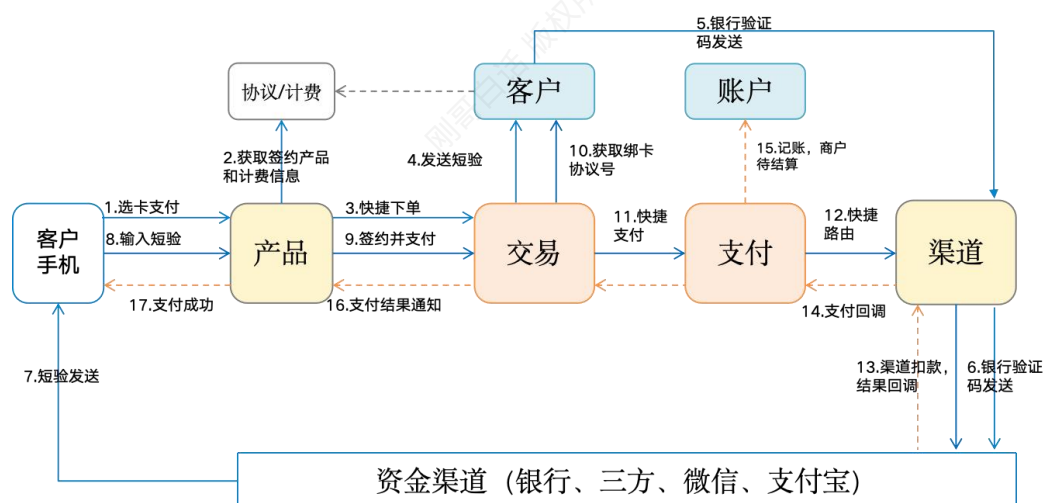 5.银行验证
码发送
协议/计费
客户
账户
2.获取签约产品
和计费信息
4.发送短验
10.获取绑卡
协议号
15.记账，商户
待结算
1.选卡支付
3.快捷下单
11.快捷
支付
12.快捷
路由
客户
手机
8.输入短验
产品
9.签约并支付
交易
支付
渠道
17.支付成功
16.支付结果通知
14.支付回调
7.短验发送
13.渠道扣款，
结果回调
6.银行验证
码发送
资金渠道（银行、三方、微信、支付宝）
刚哥白话 版权所